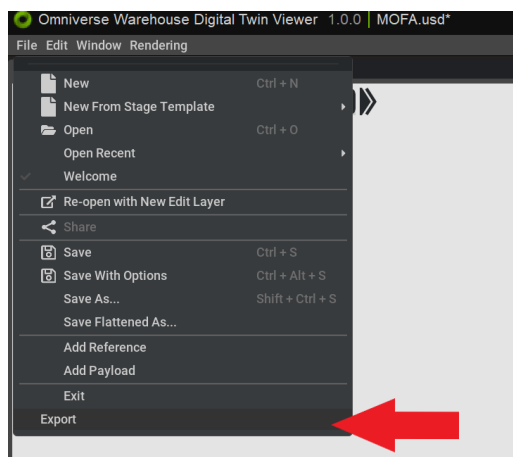 Omniverse Warehouse Digital Twin Viewer 1.0.0 | MOFA.usd*
File Edit Window Rendering
New Ctrl + N
New From Stage Template
Open Ctrl + O
Open Recent
Welcome
Re-open with New Edit Layer
Share
Save Ctrl + S
Save With Options Ctrl + Alt + S
Save As... Shift + Ctrl + S
Save Flattened As...
Add Reference
Add Payload
Exit
Export